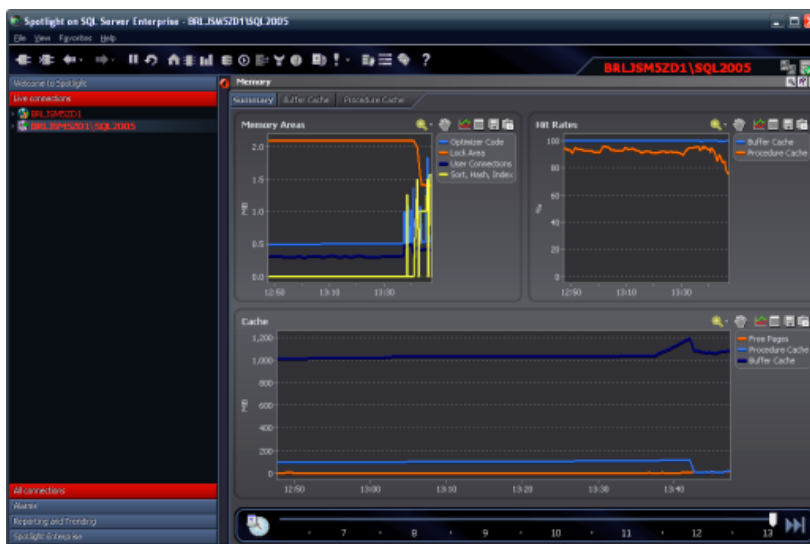 Spotlight on SQL Server Enterprise - BRLJSM5ZD1\SQL2005
File View Favorites Help
BRLJSM5ZD1\SQL2005
Welcome to Spotlight
Live connections
BRLJSM5ZD1
BRLJSM5ZD1\SQL2005
All connections
Alarms
Reporting and Trending
Spotlight Enterprise
Memory
Summary Buffer Cache Procedure Cache
Memory Areas
Optimizer Code
Lock Area
User Connections
Sort, Hash, Index
MB
2.0
1.5
1.0
0.5
0.0
12:50 13:10 13:30
Hit Rates
Buffer Cache
Procedure Cache
%
100
80
60
40
20
0
12:50 13:10 13:30
Cache
Free Pages
Procedure Cache
Buffer Cache
MB
1,200
1,000
800
600
400
200
0
12:50 13:00 13:10 13:20 13:30 13:40
7 8 9 10 11 12 13